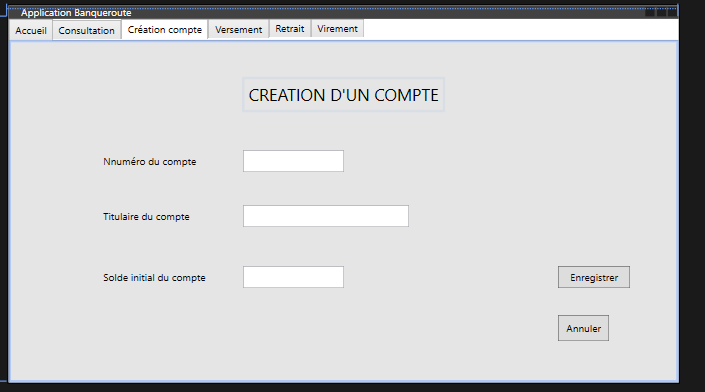 Application Banqueroute
Accueil Consultation Création compte Versement Retrait Virement
CREATION D'UN COMPTE
Nnuméro du compte
Titulaire du compte
Solde initial du compte
Enregistrer
Annuler